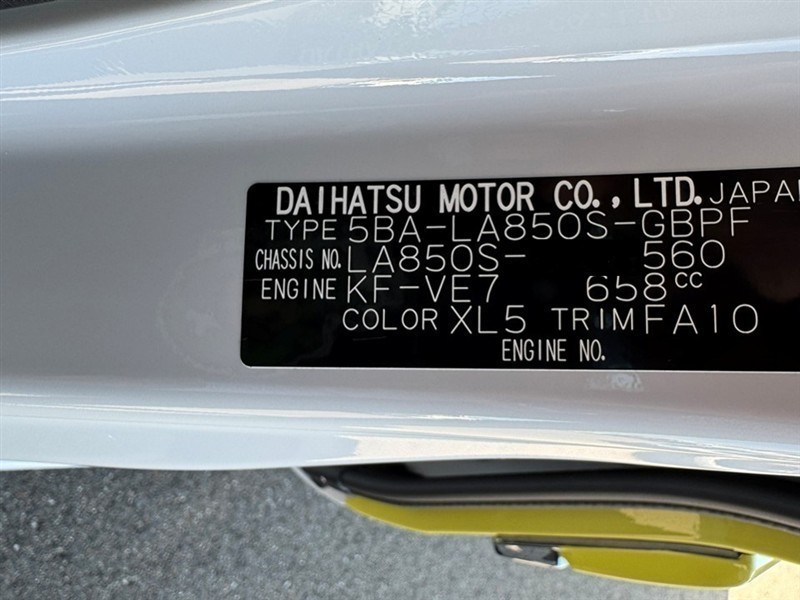 DAIHATSU MOTOR CO., LTD. JAPAN
TYPE 5BA-LA850S-GBPF
CHASSIS NO. LA850S- 560
ENGINE KF-VE7 658cc
COLOR XL5 TRIM FA10
ENGINE NO.